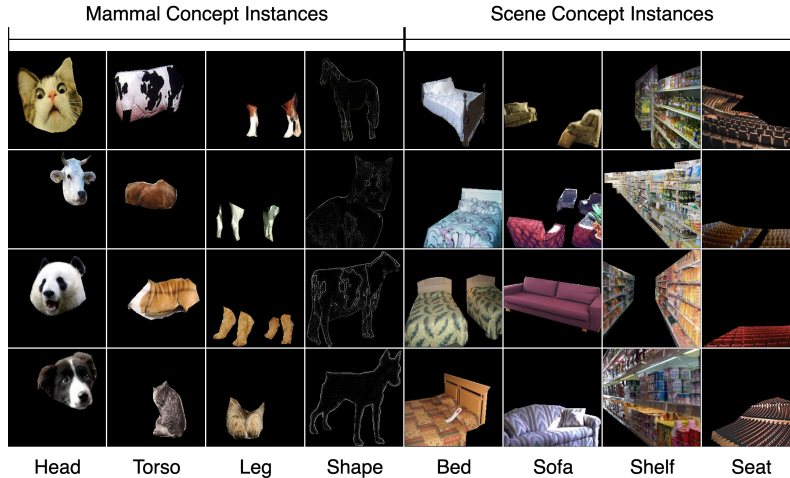 Mammal Concept Instances
Scene Concept Instances
Head
Torso
Leg
Shape
Bed
Sofa
Shelf
Seat